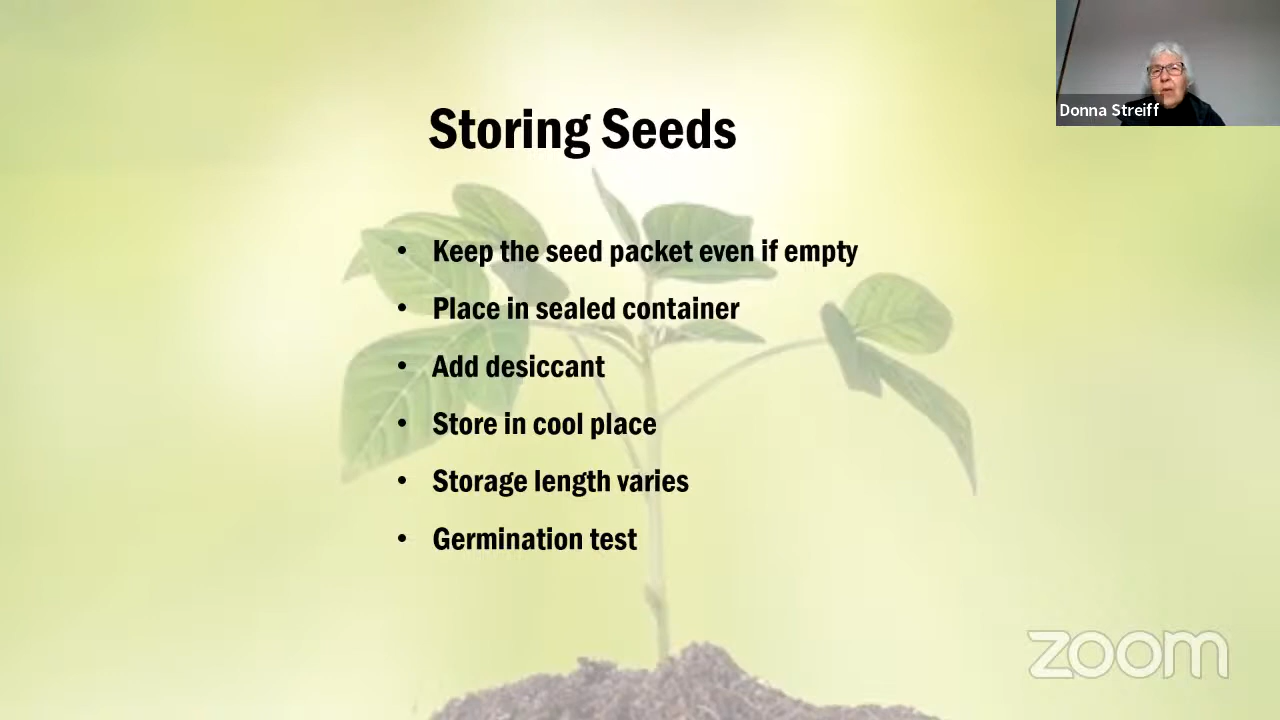 Storing Seeds
• Keep the seed packet even if empty
• Place in sealed container
• Add desiccant
• Store in cool place
• Storage length varies
• Germination test
Donna Streiff
zoom